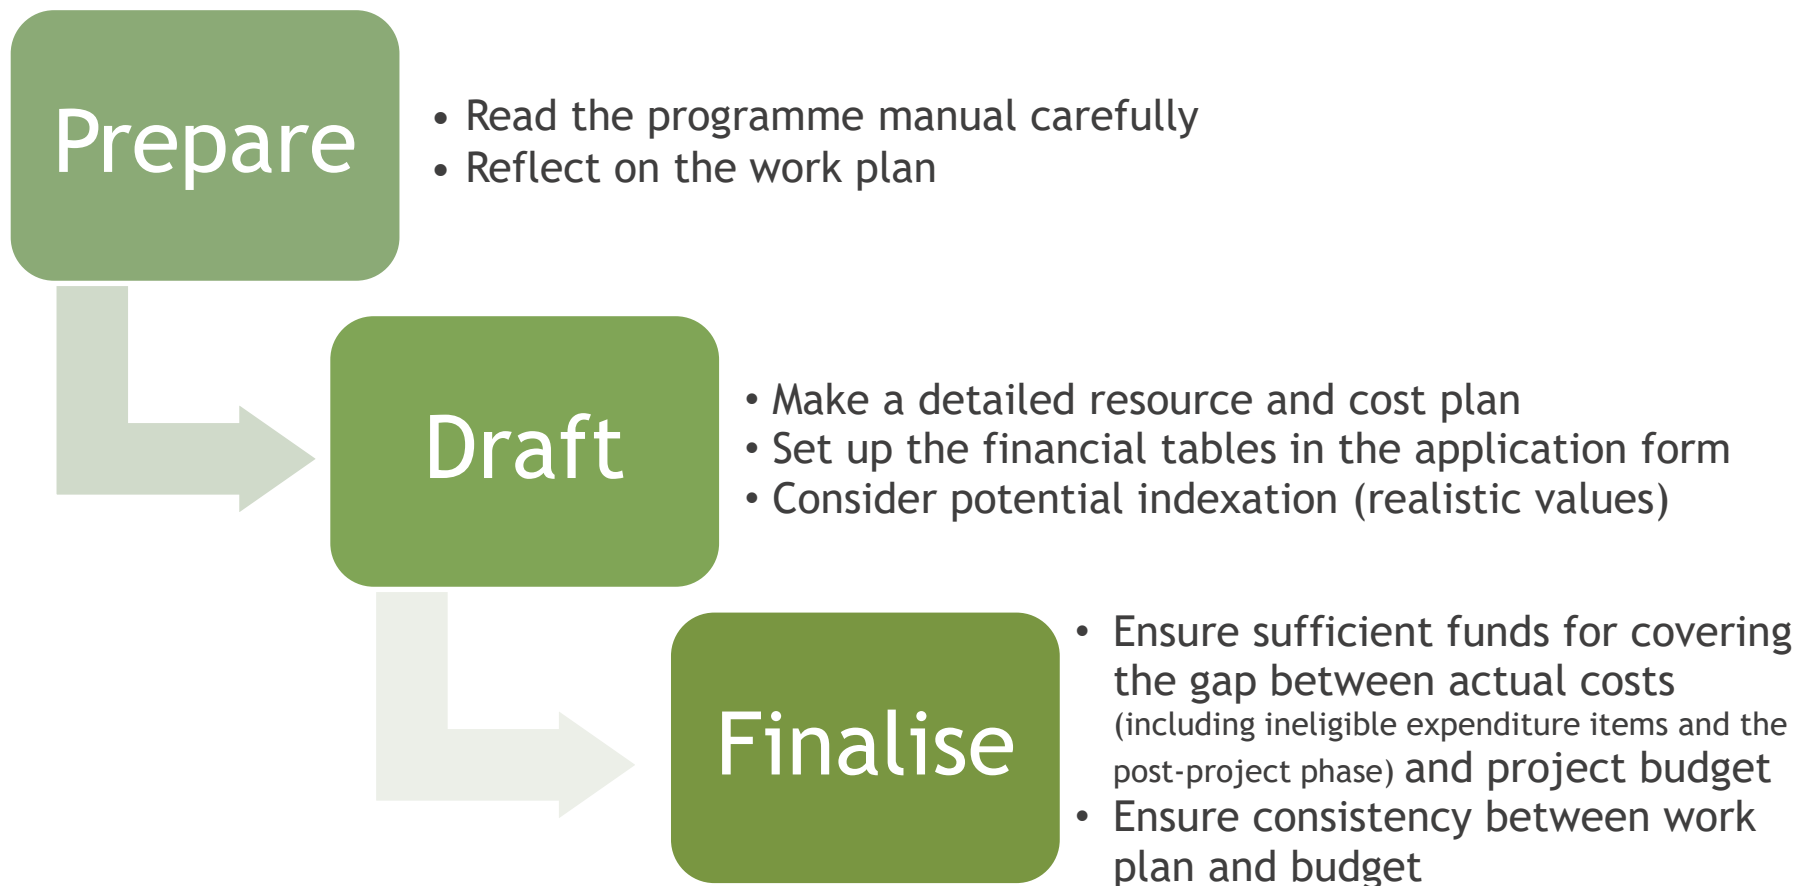 Prepare
• Read the programme manual carefully
• Reflect on the work plan
Draft
• Make a detailed resource and cost plan
• Set up the financial tables in the application form
• Consider potential indexation (realistic values)
Finalise
• Ensure sufficient funds for covering
the gap between actual costs
(including ineligible expenditure items and the
post-project phase) and project budget
• Ensure consistency between work
plan and budget